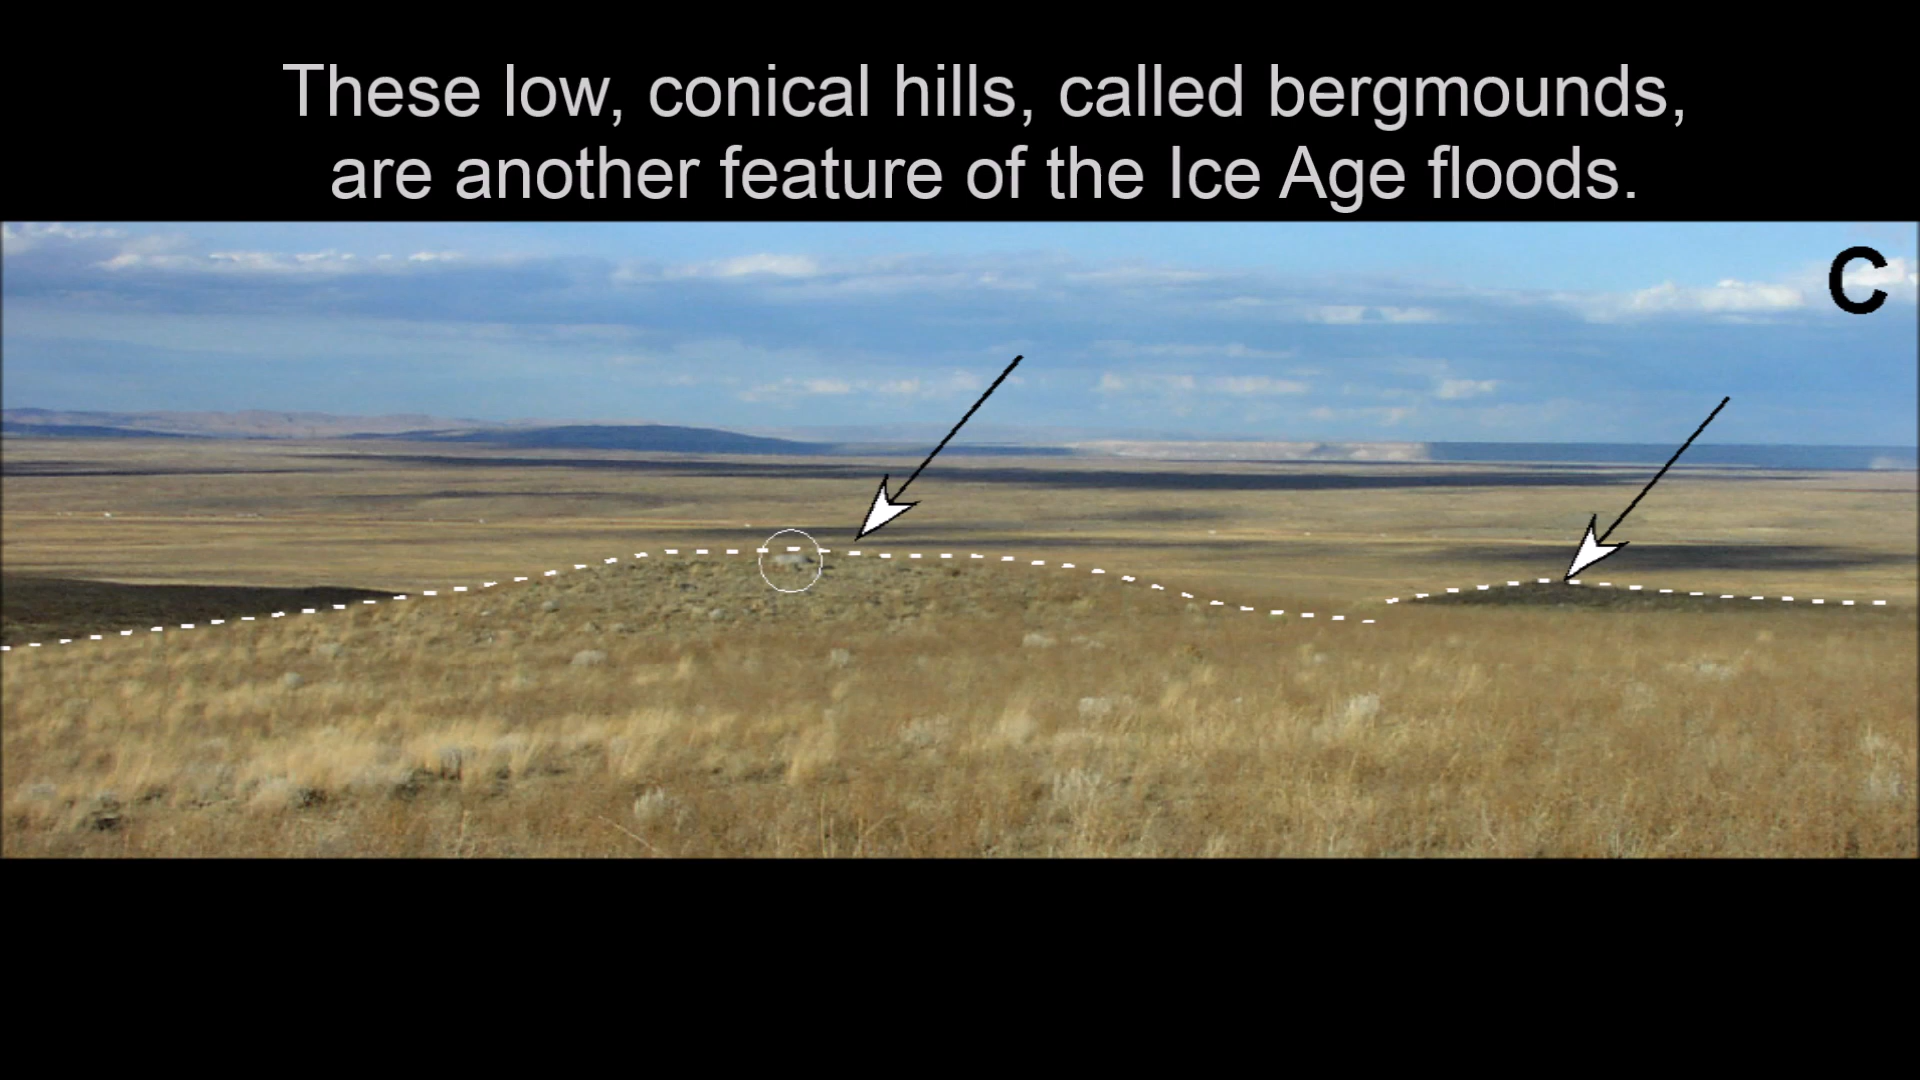 These low, conical hills, called bergmounds,
are another feature of the Ice Age floods.
C